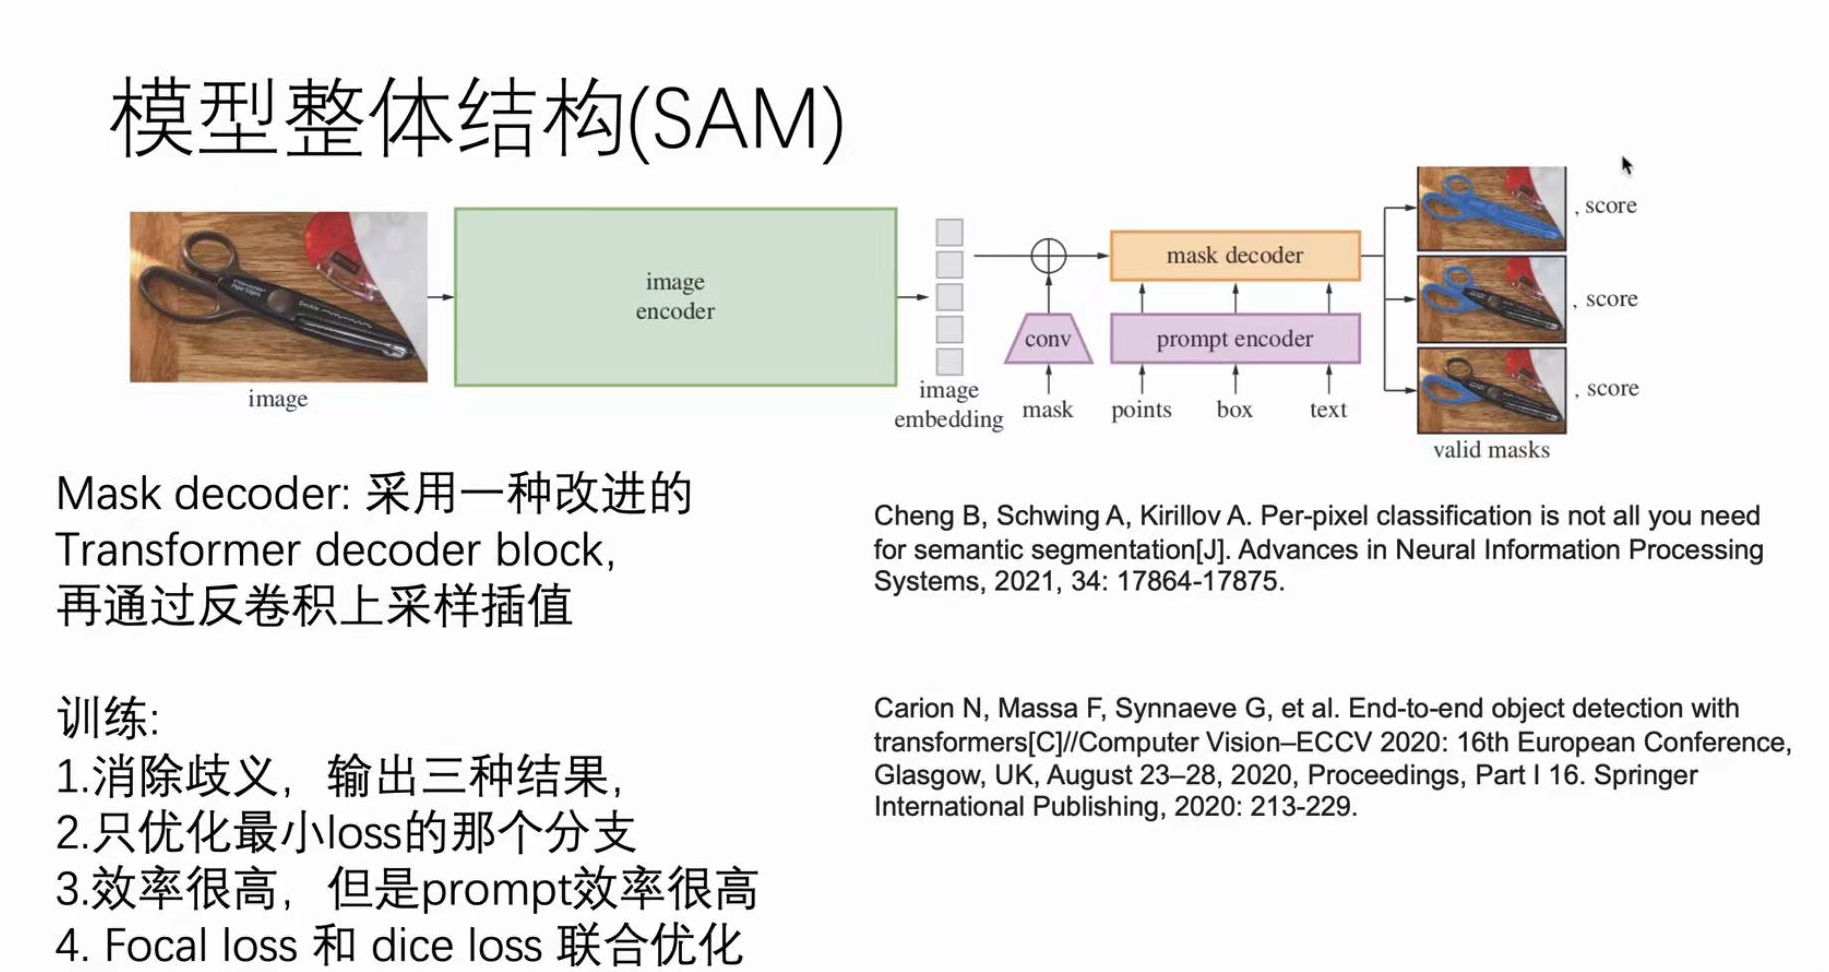 模型整体结构(SAM)
image
encoder
image
image
embedding
conv
mask
mask decoder
prompt encoder
points
box
text
, score
, score
, score
valid masks
Mask decoder: 采用一种改进的
Transformer decoder block,
再通过反卷积上采样插值
训练:
1.消除歧义，输出三种结果,
2.只优化最小loss的那个分支
3.效率很高，但是prompt效率很高
4. Focal loss 和 dice loss 联合优化
Cheng B, Schwing A, Kirillov A. Per-pixel classification is not all you need
for semantic segmentation[J]. Advances in Neural Information Processing
Systems, 2021, 34: 17864-17875.
Carion N, Massa F, Synnaeve G, et al. End-to-end object detection with
transformers[C]//Computer Vision–ECCV 2020: 16th European Conference,
Glasgow, UK, August 23–28, 2020, Proceedings, Part I 16. Springer
International Publishing, 2020: 213-229.